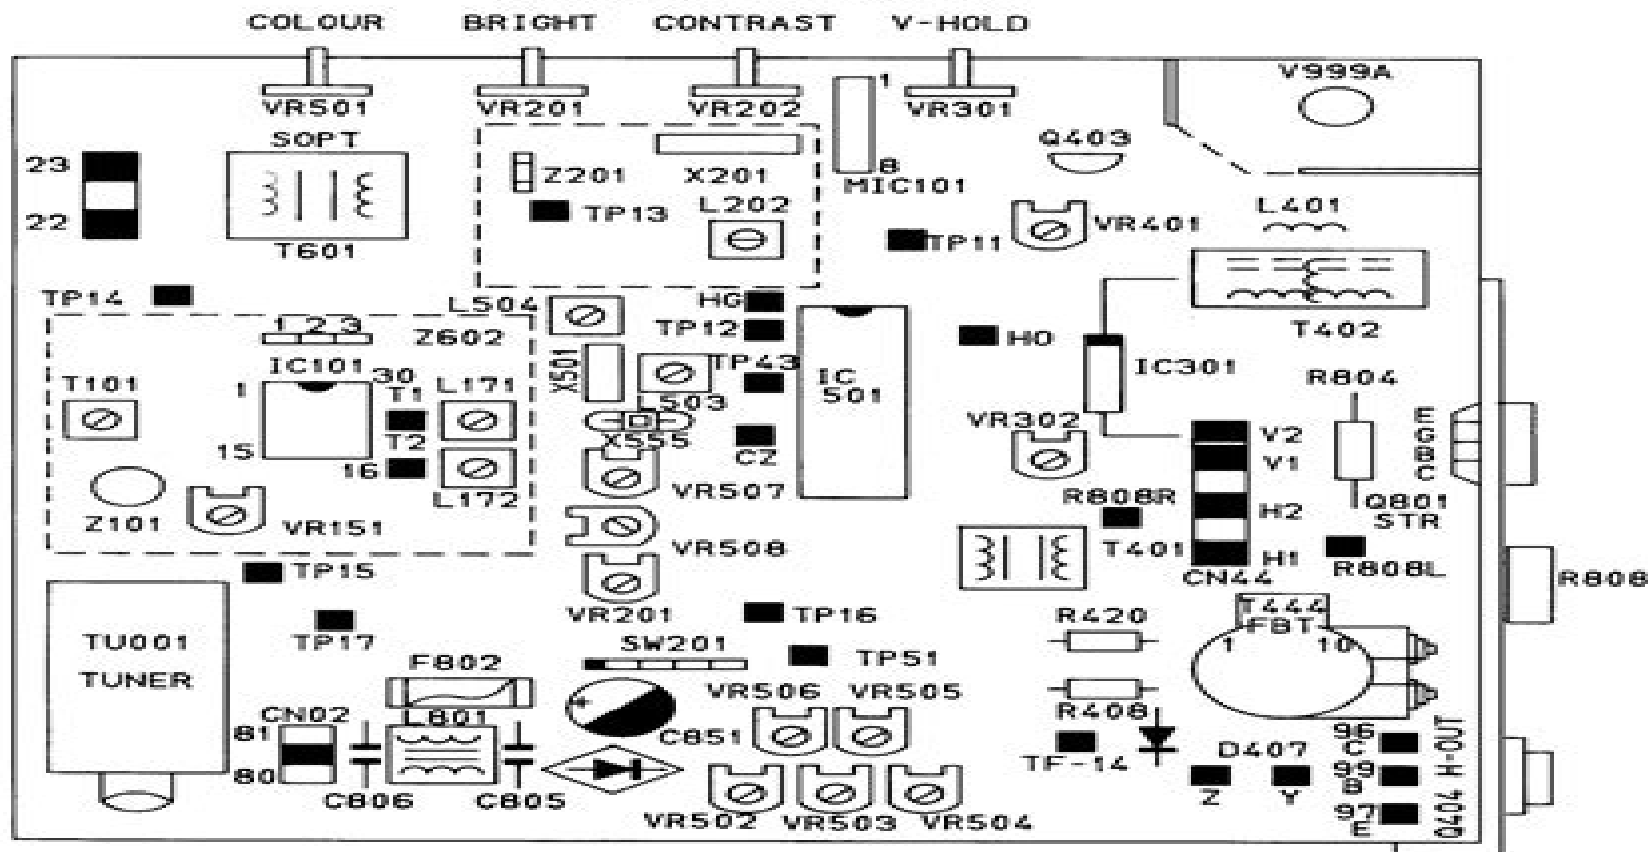 COLOUR BRIGHT CONTRAST V-HOLD
VR501 VR201 VR202 VR301
V999A
1
8
MIC101
Q403
SOPT
T601
23
22
Z201
X201
TP13
L202
TP11
VR401
L401
T402
TP14
L504
HG
TP12
TP43
HO
IC301
R804
1 2 3
Z602
IC101
1
30
15
16
T101
T1
L171
T2
L172
Z101
VR151
X501
L503
X555
CZ
IC
501
VR302
V2
V1
H2
H1
CN44
Q801
STR
R808R
R808L
R808
T401
VR507
VR508
VR201
TP15
TP17
TP16
SW201
TP51
R420
R408
T444
FBT
1 10
TU001
TUNER
F802
CN02
81
80
L801
C806
C805
C851
VR506 VR505
VR502 VR503 VR504
TF-14
D407
Z
Y
96
C
99
B
97
E
Q404 H-OUT